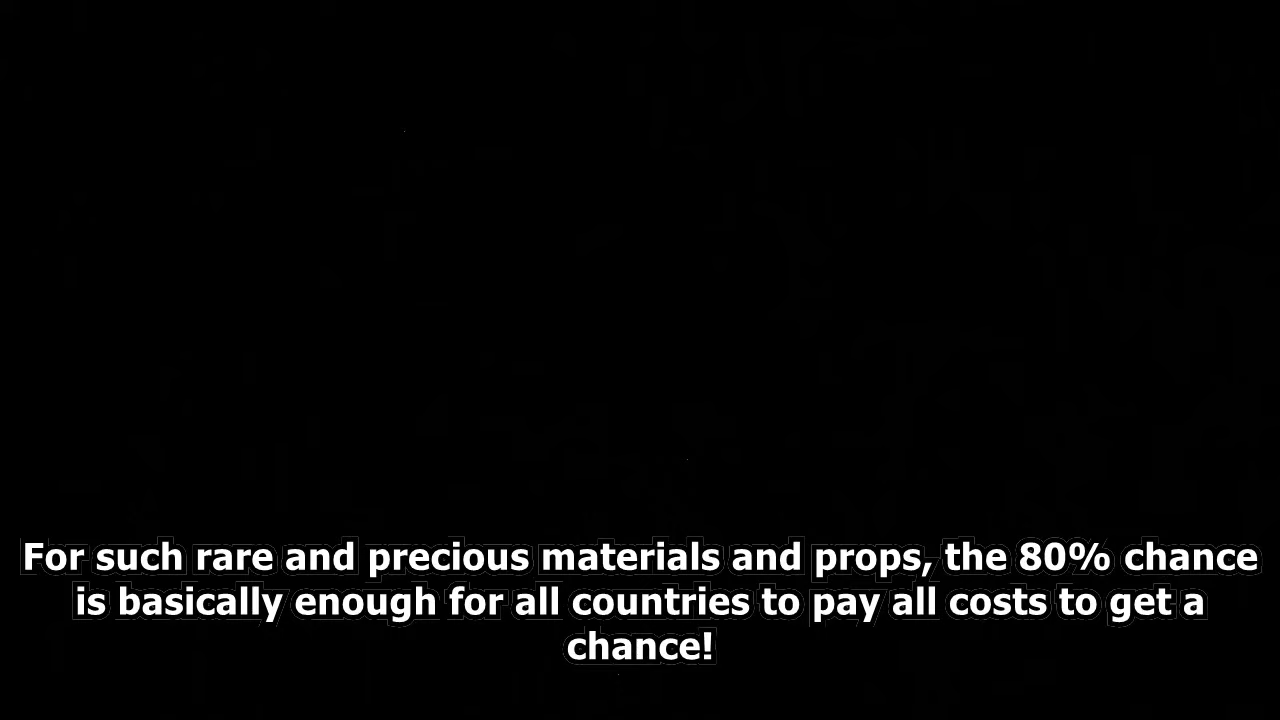 For such rare and precious materials and props, the 80% chance
is basically enough for all countries to pay all costs to get a
chance!